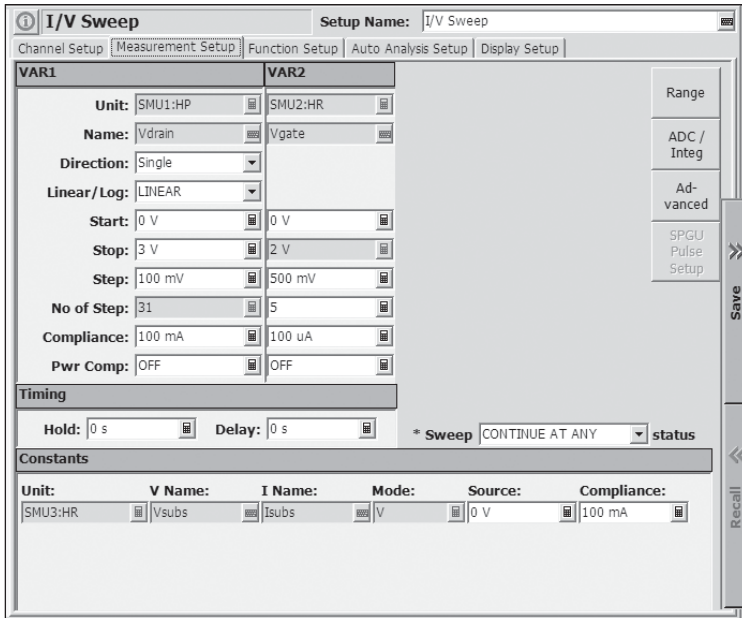 I/V Sweep Setup Name: I/V Sweep
Channel Setup Measurement Setup Function Setup Auto Analysis Setup Display Setup
VAR1 VAR2
Unit: SMU1:HP SMU2:HR
Name: Vdrain Vgate
Direction: Single
Linear/Log: LINEAR
Start: 0 V 0 V
Stop: 3 V 2 V
Step: 100 mV 500 mV
No of Step: 31 5
Compliance: 100 mA 100 uA
Pwr Comp: OFF OFF
Range
ADC /
Integ
Ad-
vanced
SPGU
Pulse
Setup
Save
Recall
Timing
Hold: 0 s Delay: 0 s * Sweep CONTINUE AT ANY status
Constants
Unit: V Name: I Name: Mode: Source: Compliance:
SMU3:HR Vsubs Isubs V 0 V 100 mA